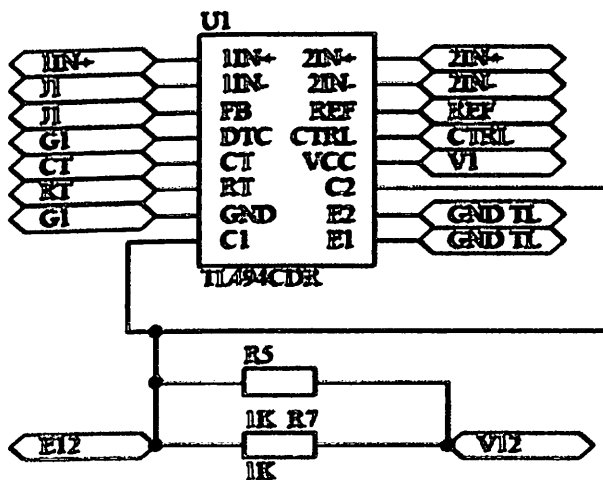 U1
1IN+ 1IN+ 2IN+ 2IN+
J1 1IN- 2IN- 2IN-
J1 FB REF REF
G1 DTC CTRL CTRL
CT CT VCC V1
RT RT C2
G1 GND E2 GND TL
C1 E1 GND TL
TL494CDR
R5
1K R7
E12 V12
1K